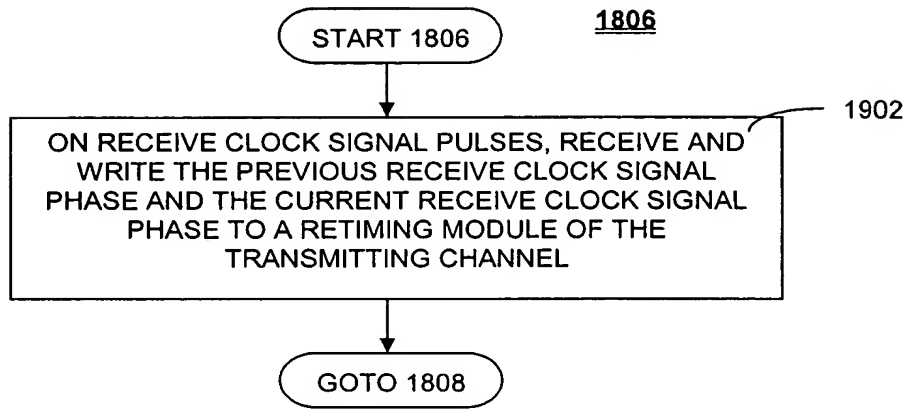 START 1806
1806
1902
ON RECEIVE CLOCK SIGNAL PULSES, RECEIVE AND
WRITE THE PREVIOUS RECEIVE CLOCK SIGNAL
PHASE AND THE CURRENT RECEIVE CLOCK SIGNAL
PHASE TO A RETIMING MODULE OF THE
TRANSMITTING CHANNEL
GOTO 1808